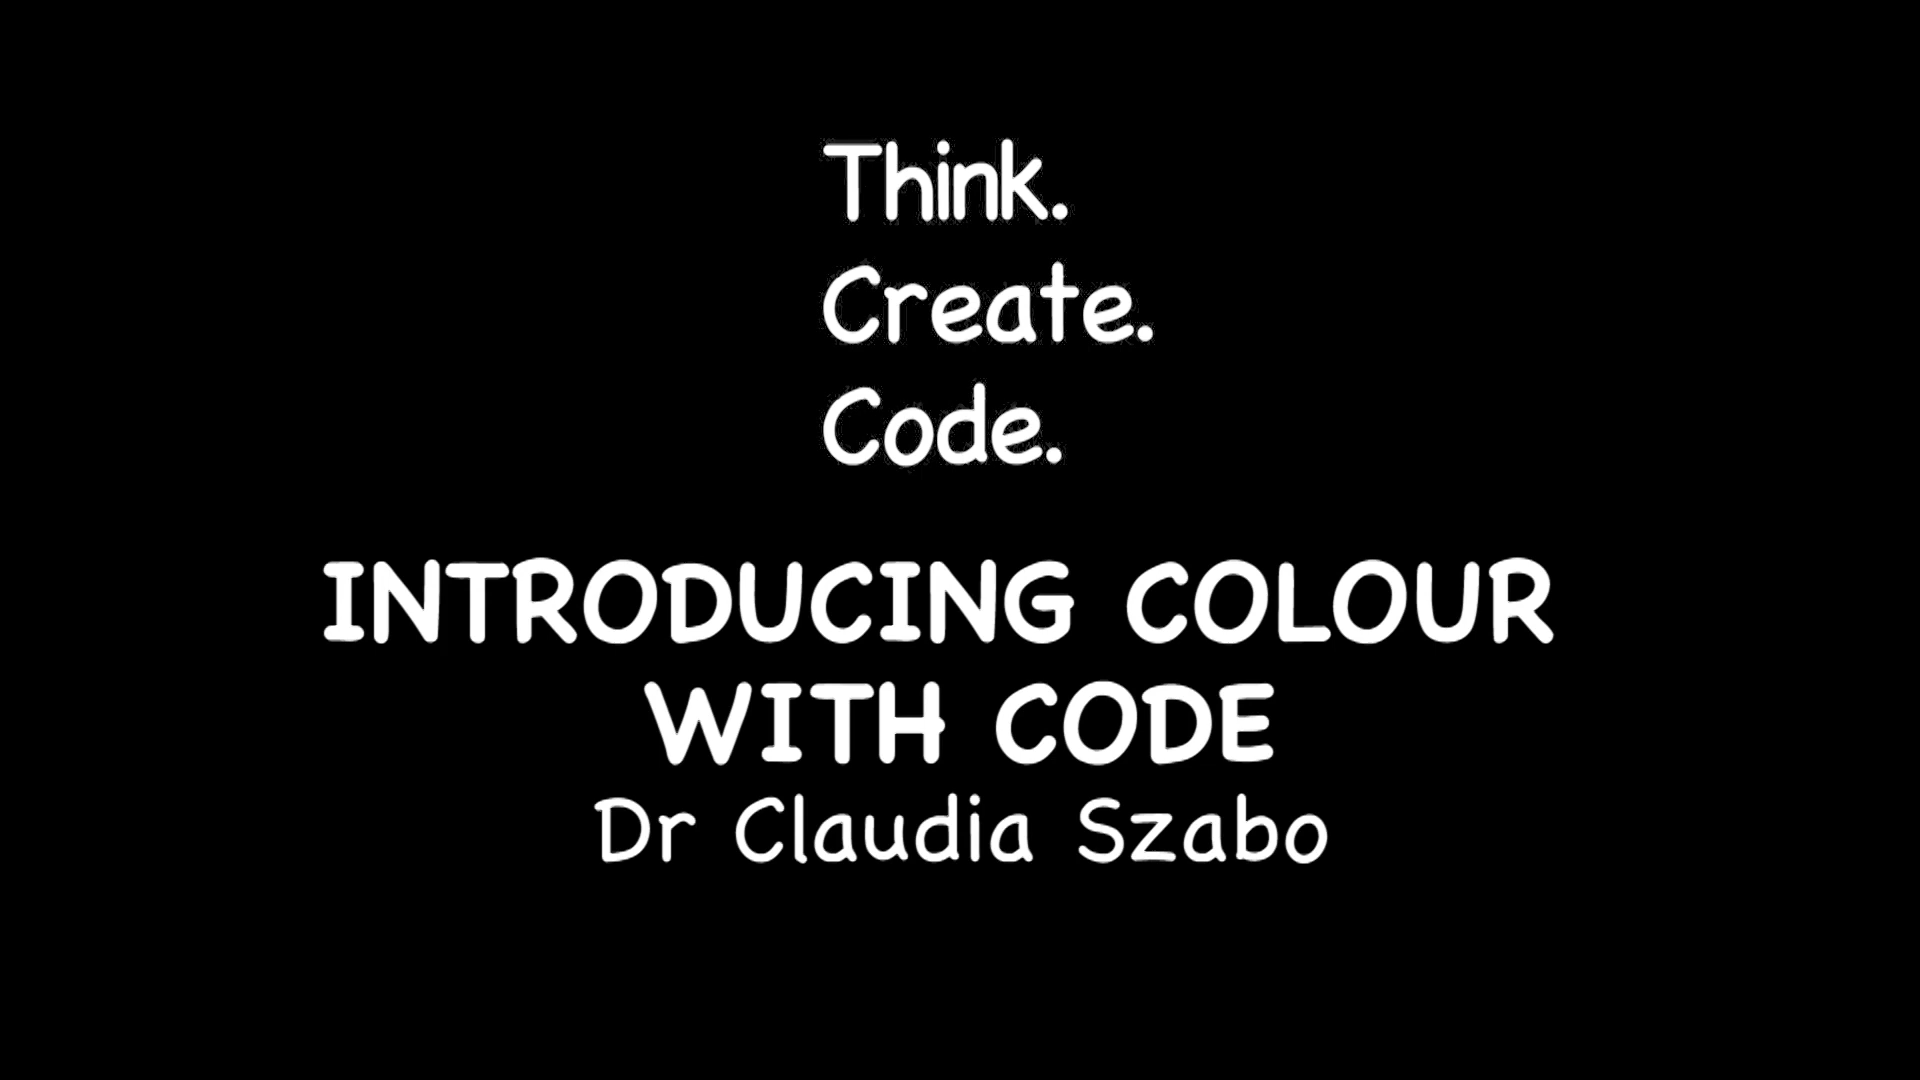 Think.
Create.
Code.
INTRODUCING COLOUR
WITH CODE
Dr Claudia Szabo